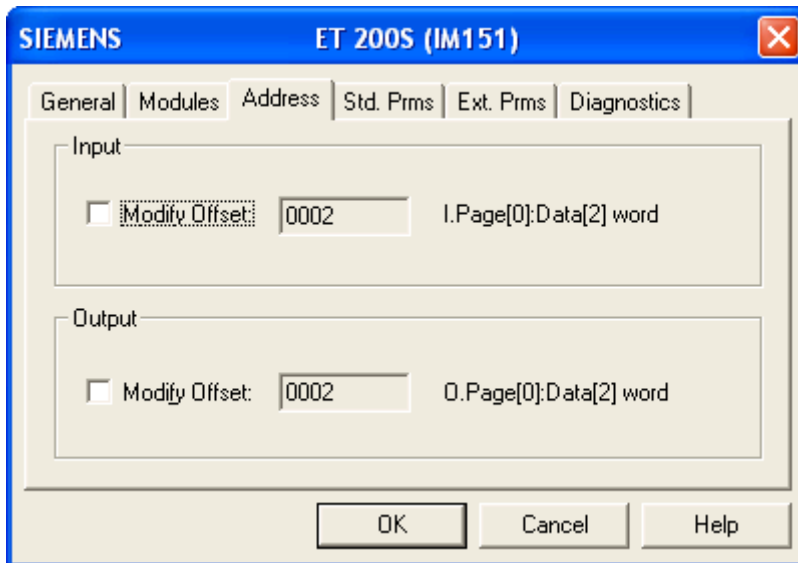 SIEMENS ET 200S (IM151)
General Modules Address Std. Prms Ext. Prms Diagnostics
Input
Modify Offset: 0002 I.Page[0]:Data[2] word
Output
Modify Offset: 0002 O.Page[0]:Data[2] word
OK Cancel Help